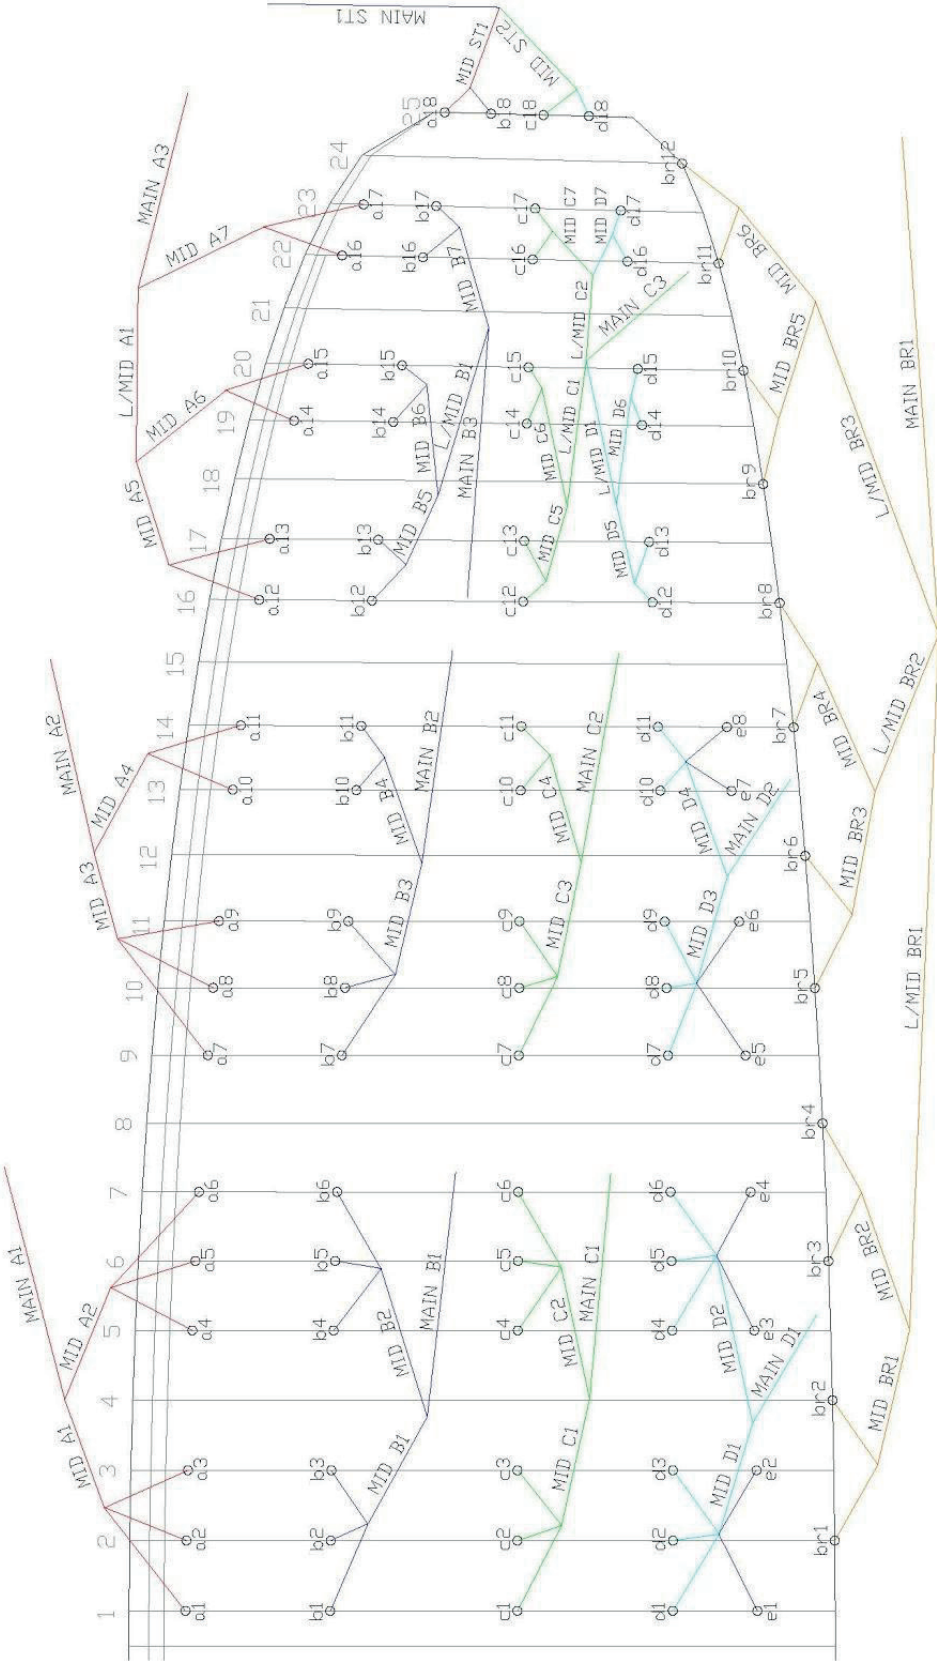 MAIN A1
MAIN A2
MAIN A3
MAIN ST1
MID A1
MID A2
MID A3
MID A4
MID A5
MID A6
L/MID A1
MID A7
MID ST1
MID ST2
1
2
3
4
5
6
7
8
9
10
11
12
13
14
15
16
17
18
19
20
21
22
23
24
25
a1
a2
a3
a4
a5
a6
a7
a8
a9
a10
a11
a12
a13
a14
a15
a16
a17
a18
b1
b2
b3
b4
b5
b6
b7
b8
b9
b10
b11
b12
b13
b14
b15
b16
b17
b18
MID B1
MID B2
MAIN B1
MID B3
MID B4
MAIN B2
MID B5
MID B6
L/MID B1
MID B7
MAIN B3
c1
c2
c3
c4
c5
c6
c7
c8
c9
c10
c11
c12
c13
c14
c15
c16
c17
c18
MID C1
MID C2
MAIN C1
MID C3
MID C4
MAIN C2
MID C5
MID C6
L/MID C1
L/MID C2
MID C7
MAIN C3
d1
d2
d3
d4
d5
d6
d7
d8
d9
d10
d11
d12
d13
d14
d15
d16
d17
d18
MID D1
MID D2
MAIN D1
MID D3
MID D4
MAIN D2
MID D5
L/MID D1
MID D6
MID D7
e1
e2
e3
e4
e5
e6
e7
e8
br1
br2
br3
br4
br5
br6
br7
br8
br9
br10
br11
br12
MID BR1
MID BR2
MID BR3
MID BR4
MID BR5
MID BR6
L/MID BR1
L/MID BR2
L/MID BR3
MAIN BR1